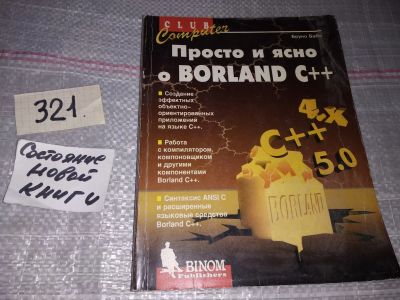 CLUB
Computer
Бруно Бабэ
Просто и ясно
о BORLAND C++
Создание
эффектных
объектно-
ориентированных
приложений
на языке C++.
Работа
с компилятором,
компоновщиком
и другими
компонентами
Borland C++.
Синтаксис ANSI C
и расширенные
языковые средства
Borland C++.
4.x
C++
5.0
BORLAND
BINOM
Publishers
321.
Состояние
новой
книги